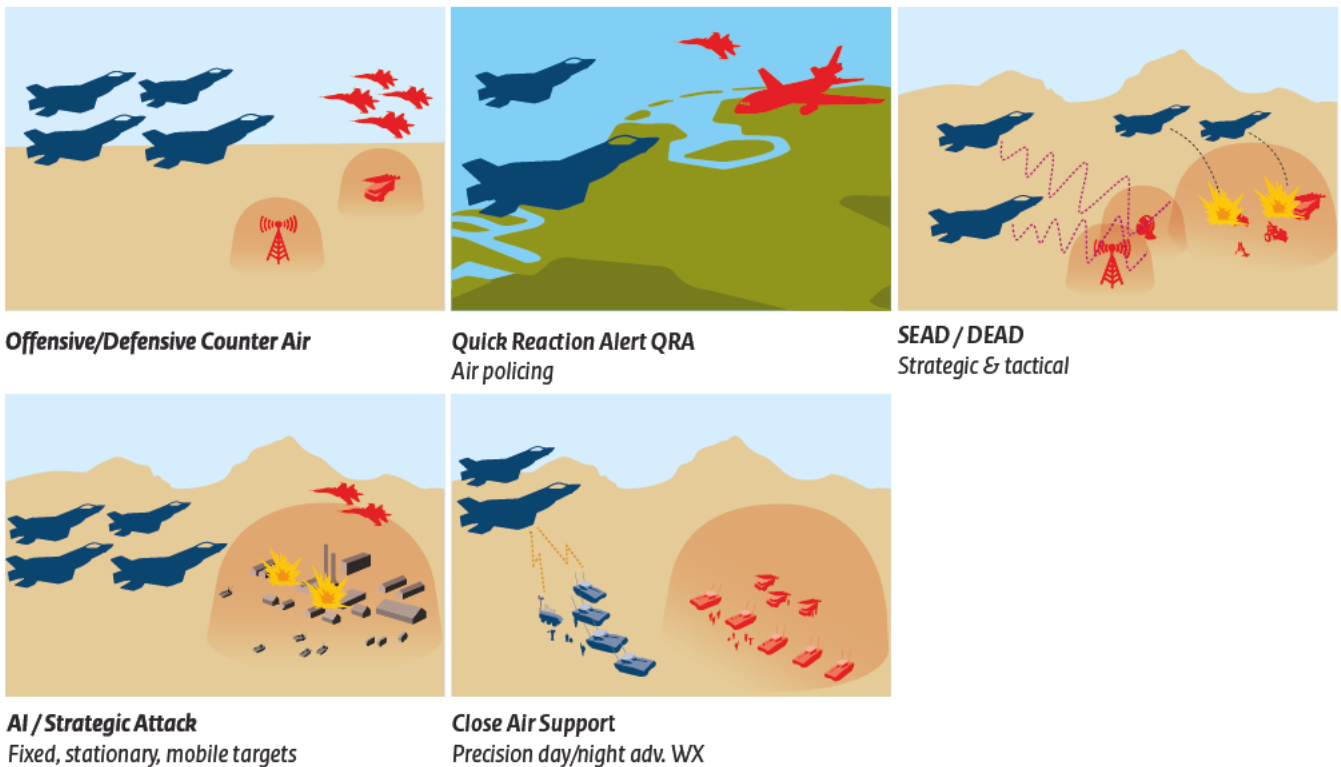 Offensive/Defensive Counter Air
Quick Reaction Alert QRA
Air policing
SEAD / DEAD
Strategic & tactical
AI / Strategic Attack
Fixed, stationary, mobile targets
Close Air Support
Precision day/night adv. WX